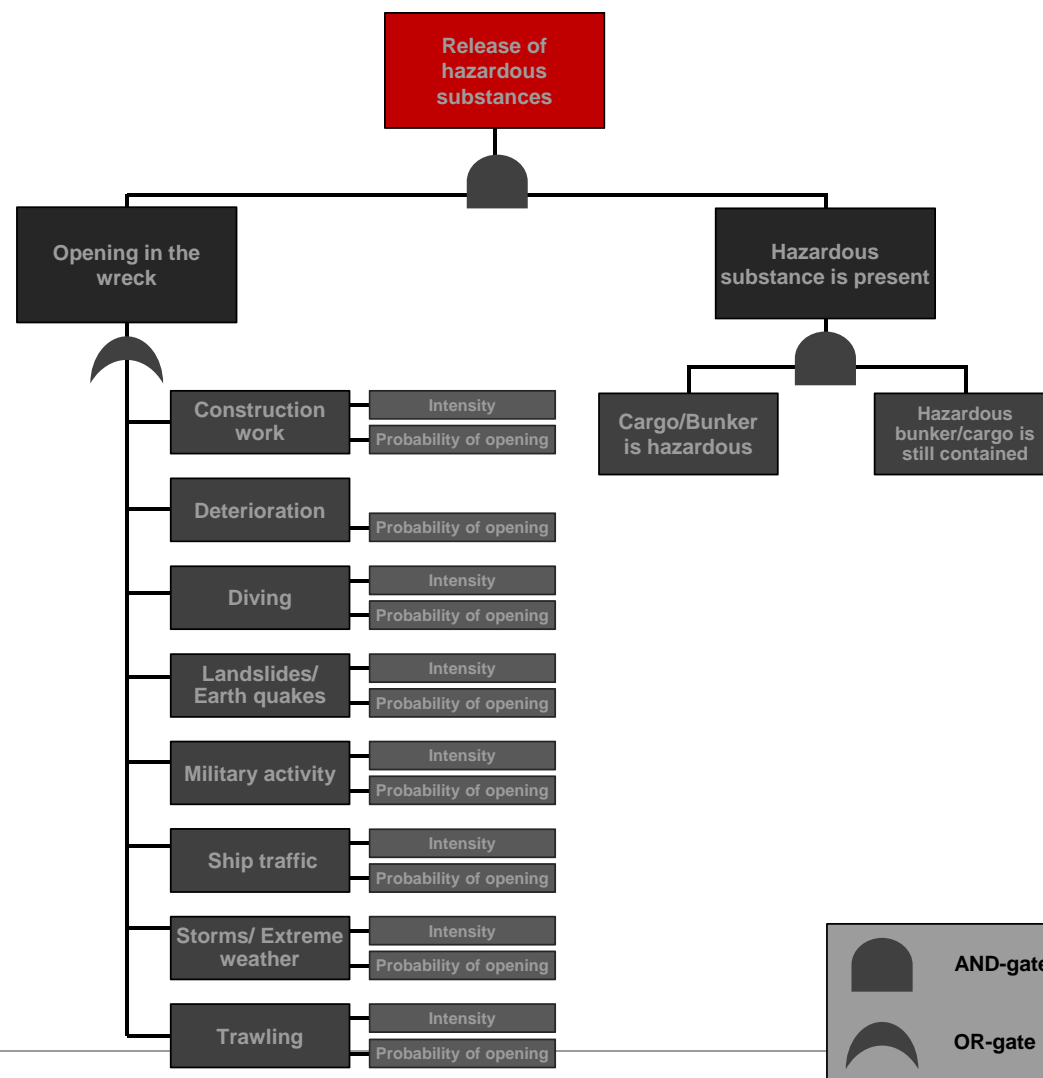 Release of
hazardous
substances
Opening in the
wreck
Hazardous
substance is present
Construction
work
Intensity
Probability of opening
Cargo/Bunker
is hazardous
Hazardous
bunker/cargo is
still contained
Deterioration
Probability of opening
Diving
Intensity
Probability of opening
Landslides/
Earth quakes
Intensity
Probability of opening
Military activity
Intensity
Probability of opening
Ship traffic
Intensity
Probability of opening
Storms/ Extreme
weather
Intensity
Probability of opening
Trawling
Intensity
Probability of opening
AND-gate
OR-gate